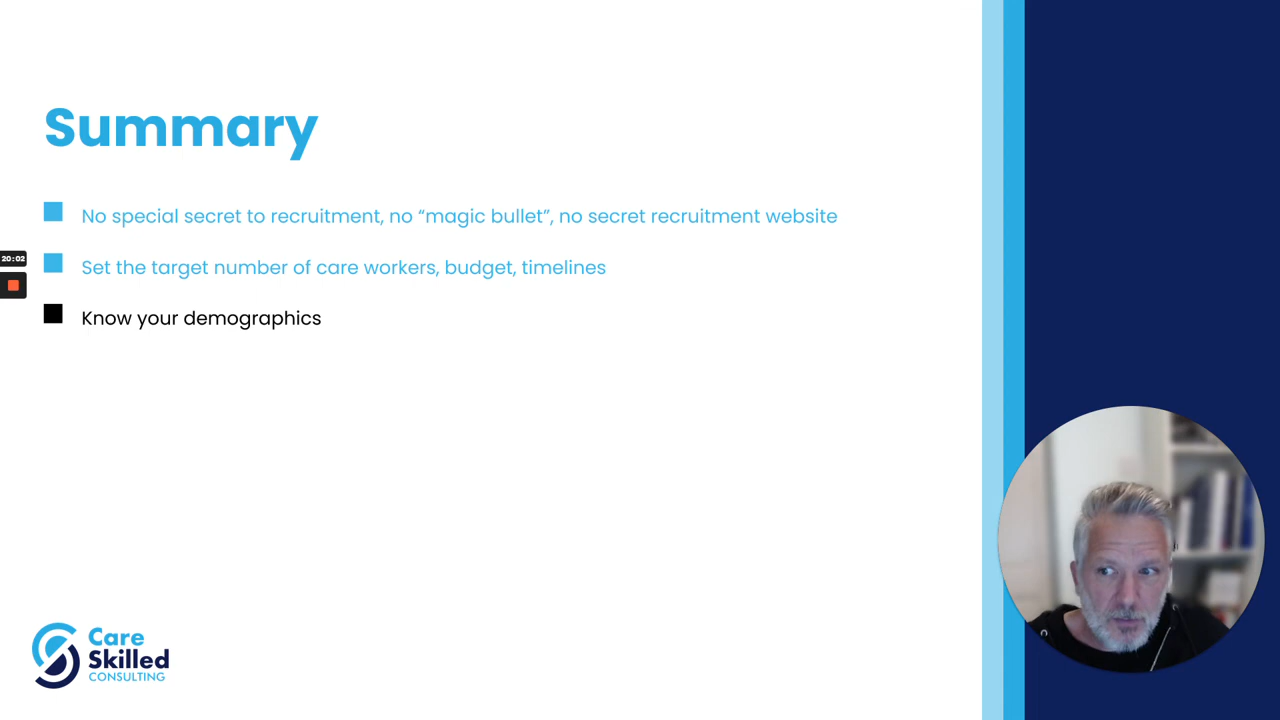 Summary
No special secret to recruitment, no “magic bullet”, no secret recruitment website
Set the target number of care workers, budget, timelines
20:02
Know your demographics
Care
Skilled
CONSULTING